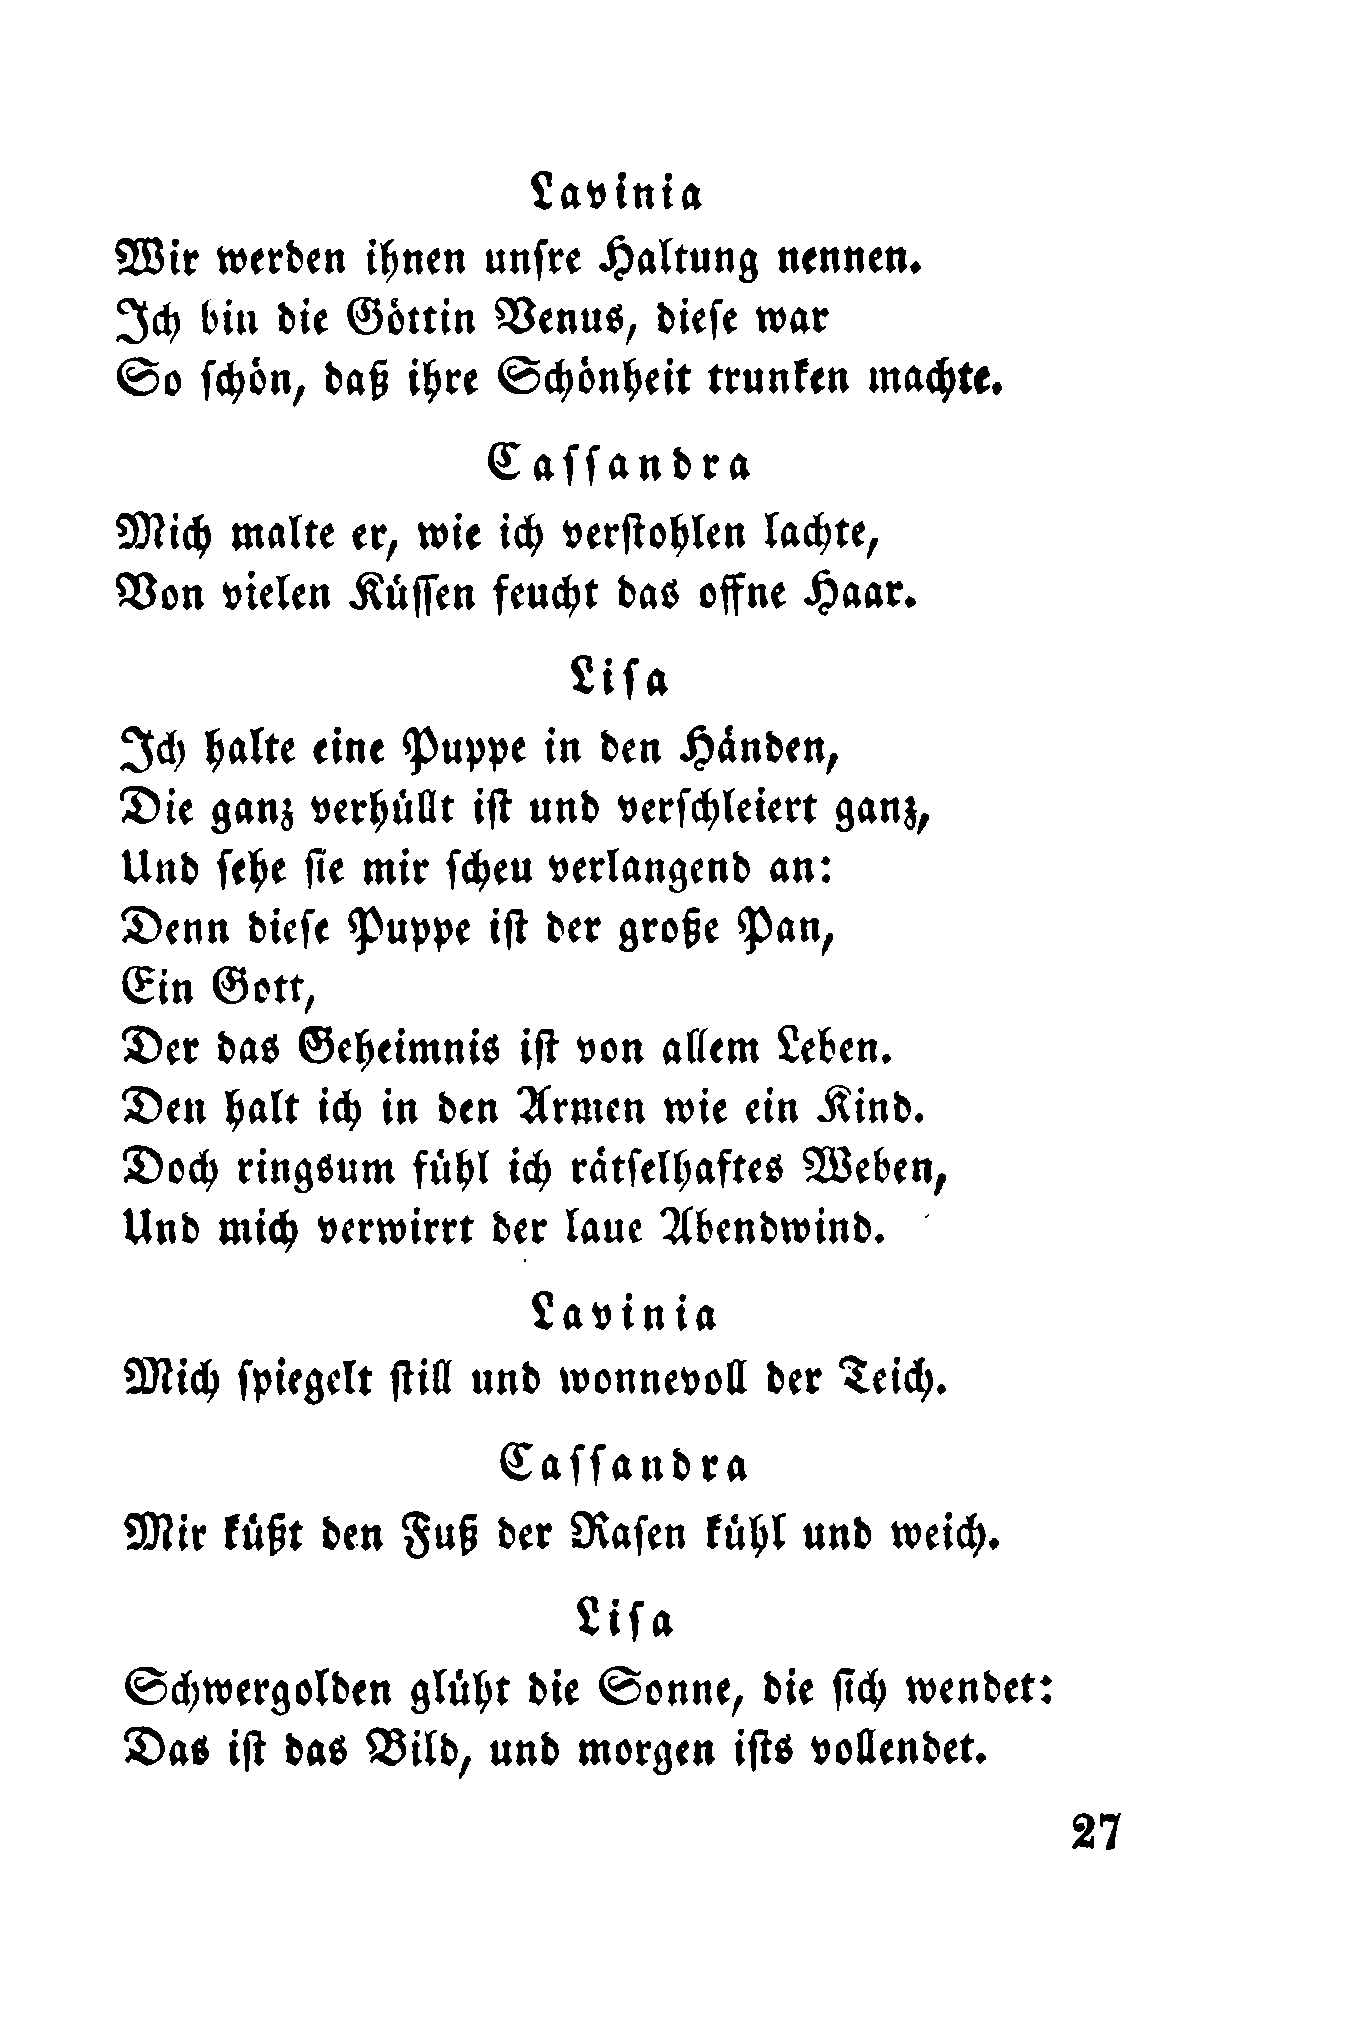 Lavinia
Wir werden ihnen unſre Haltung nennen.
Ich bin die Göttin Venus, dieſe war
So ſchön, daß ihre Schönheit trunken machte.
Caſſandra
Mich malte er, wie ich verſtohlen lachte,
Von vielen Küſſen feucht das offne Haar.
Liſa
Ich halte eine Puppe in den Händen,
Die ganz verhüllt iſt und verſchleiert ganz,
Und ſehe ſie mir ſcheu verlangend an:
Denn dieſe Puppe iſt der große Pan,
Ein Gott,
Der das Geheimnis iſt von allem Leben.
Den halt ich in den Armen wie ein Kind.
Doch ringsum fühl ich rätſelhaftes Weben,
Und mich verwirrt der laue Abendwind.
Lavinia
Mich ſpiegelt ſtill und wonnevoll der Teich.
Caſſandra
Mir küßt den Fuß der Raſen kühl und weich.
Liſa
Schwergolden glüht die Sonne, die ſich wendet:
Das iſt das Bild, und morgen iſts vollendet.
27